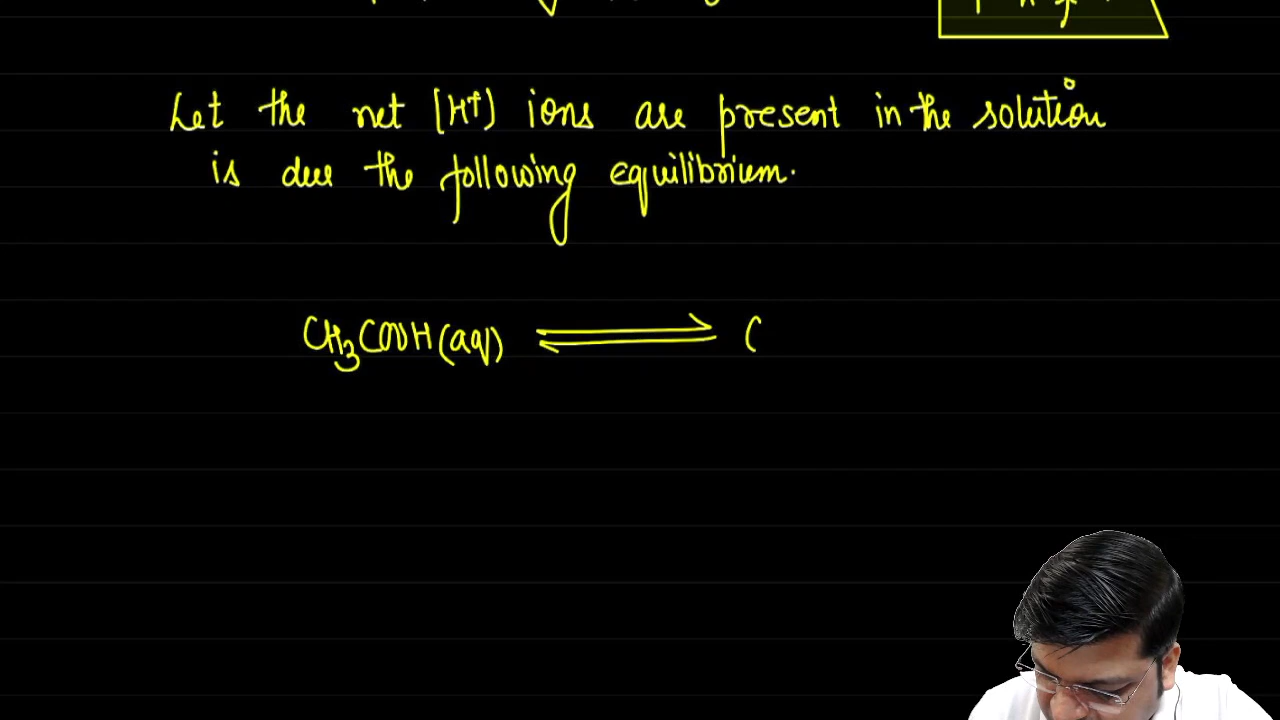 Let the net [H⁺] ions are present in the solution
is due the following equilibrium.
CH₃COOH(aq) ⇌ C